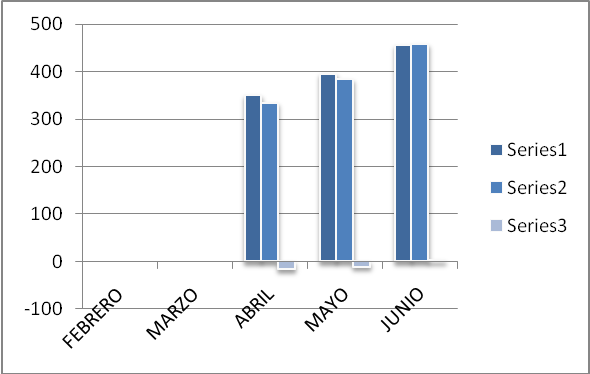 500
400
300
200
100
0
-100
FEBRERO
MARZO
ABRIL
MAYO
JUNIO
Series1
Series2
Series3